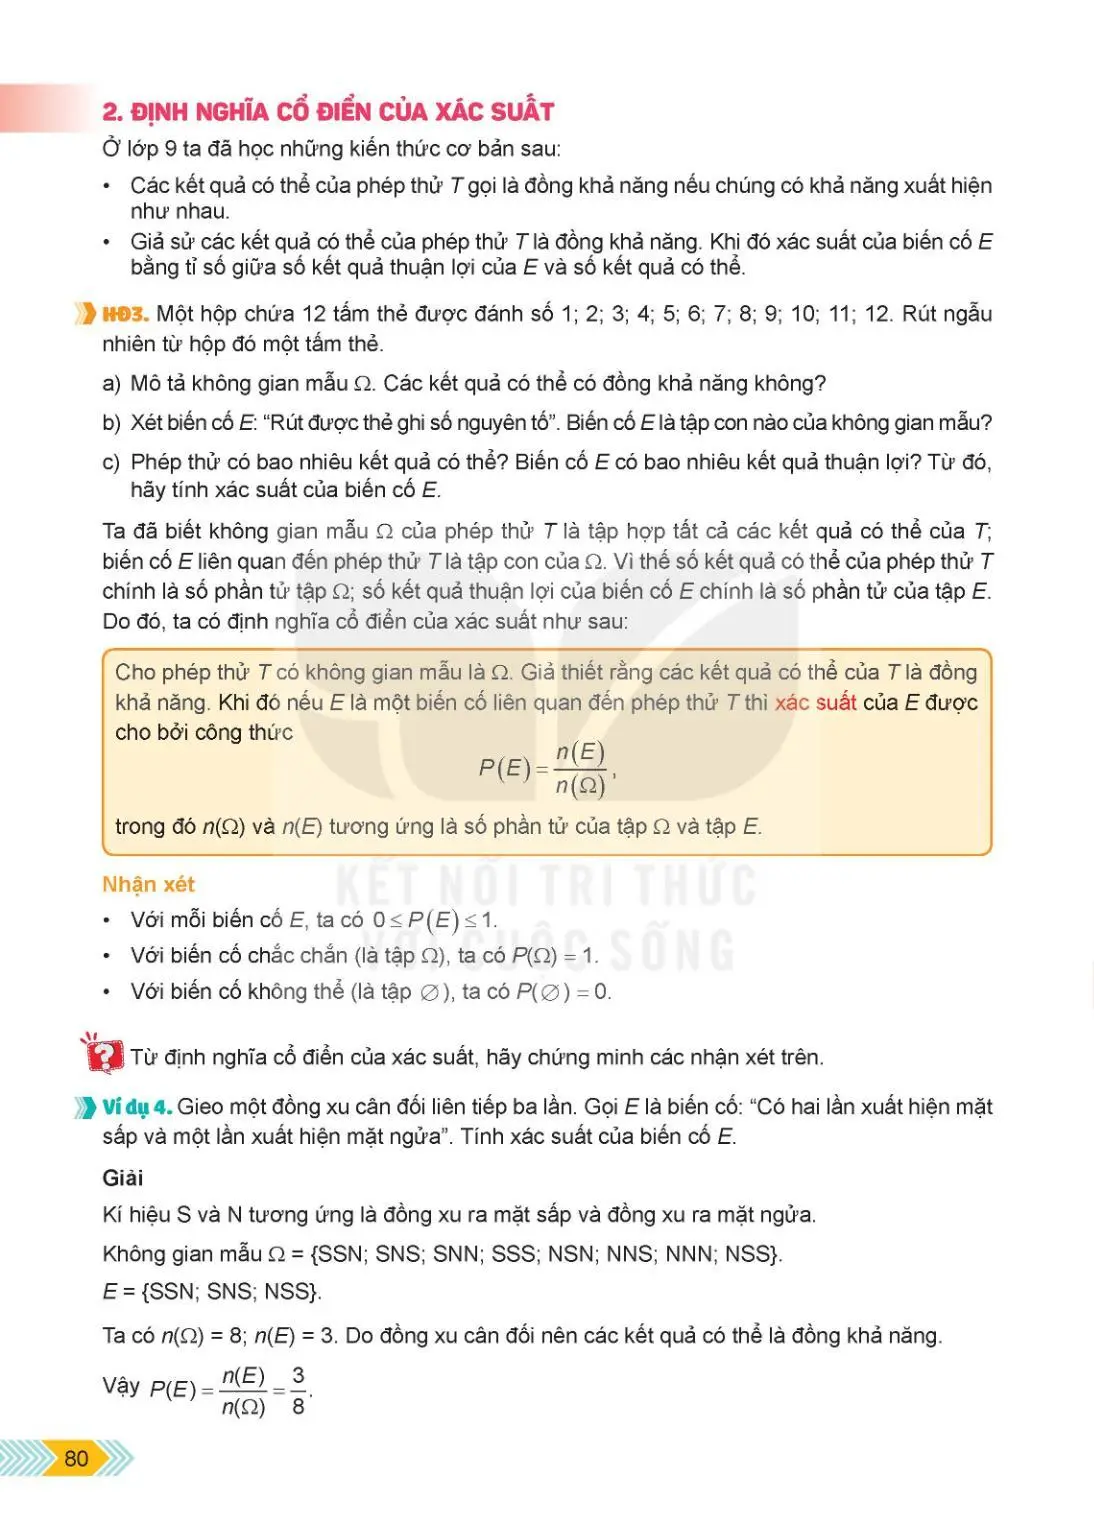 2. ĐỊNH NGHĨA CỔ ĐIỂN CỦA XÁC SUẤT
Ở lớp 9 ta đã học những kiến thức cơ bản sau:
• Các kết quả có thể của phép thử T gọi là đồng khả năng nếu chúng có khả năng xuất hiện
như nhau.
• Giả sử các kết quả có thể của phép thử T là đồng khả năng. Khi đó xác suất của biến cố E
bằng tỉ số giữa số kết quả thuận lợi của E và số kết quả có thể.
HĐ3. Một hộp chứa 12 tấm thẻ được đánh số 1; 2; 3; 4; 5; 6; 7; 8; 9; 10; 11; 12. Rút ngẫu
nhiên từ hộp đó một tấm thẻ.
a) Mô tả không gian mẫu Ω. Các kết quả có thể có đồng khả năng không?
b) Xét biến cố E: “Rút được thẻ ghi số nguyên tố”. Biến cố E là tập con nào của không gian mẫu?
c) Phép thử có bao nhiêu kết quả có thể? Biến cố E có bao nhiêu kết quả thuận lợi? Từ đó,
hãy tính xác suất của biến cố E.
Ta đã biết không gian mẫu Ω của phép thử T là tập hợp tất cả các kết quả có thể của T;
biến cố E liên quan đến phép thử T là tập con của Ω. Vì thế số kết quả có thể của phép thử T
chính là số phần tử tập Ω; số kết quả thuận lợi của biến cố E chính là số phần tử của tập E.
Do đó, ta có định nghĩa cổ điển của xác suất như sau:
Cho phép thử T có không gian mẫu là Ω. Giả thiết rằng các kết quả có thể của T là đồng
khả năng. Khi đó nếu E là một biến cố liên quan đến phép thử T thì xác suất của E được
cho bởi công thức
P(E) = n(E)/n(Ω),
trong đó n(Ω) và n(E) tương ứng là số phần tử của tập Ω và tập E.
KẾT NỐI TRI THỨC
VỚI CUỘC SỐNG
Nhận xét
• Với mỗi biến cố E, ta có 0 ≤ P(E) ≤ 1.
• Với biến cố chắc chắn (là tập Ω), ta có P(Ω) = 1.
• Với biến cố không thể (là tập ∅), ta có P(∅) = 0.
? Từ định nghĩa cổ điển của xác suất, hãy chứng minh các nhận xét trên.
Ví dụ 4. Gieo một đồng xu cân đối liên tiếp ba lần. Gọi E là biến cố: “Có hai lần xuất hiện mặt
sấp và một lần xuất hiện mặt ngửa”. Tính xác suất của biến cố E.
Giải
Kí hiệu S và N tương ứng là đồng xu ra mặt sấp và đồng xu ra mặt ngửa.
Không gian mẫu Ω = {SSN; SNS; SNN; SSS; NSN; NNS; NNN; NSS}.
E = {SSN; SNS; NSS}.
Ta có n(Ω) = 8; n(E) = 3. Do đồng xu cân đối nên các kết quả có thể là đồng khả năng.
Vậy P(E) = n(E)/n(Ω) = 3/8.
80